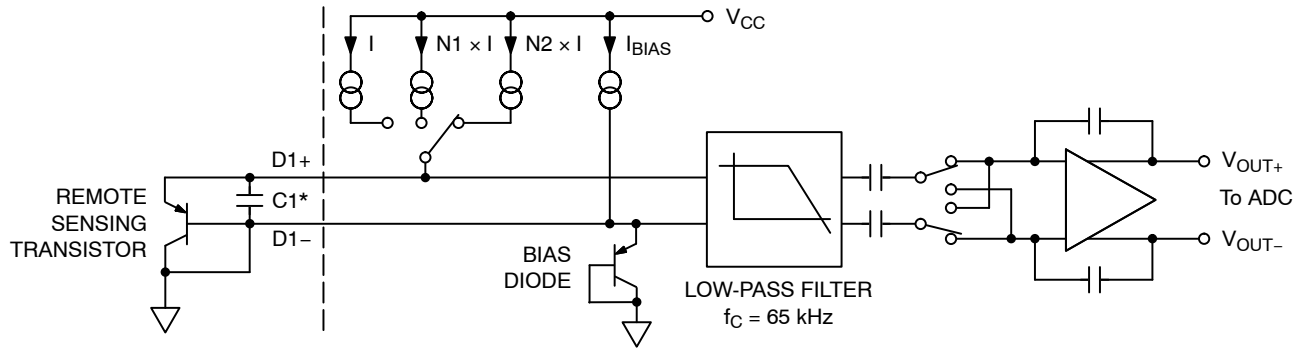 V_CC
I
N1 × I
N2 × I
I_BIAS
D1+
C1*
D1−
REMOTE
SENSING
TRANSISTOR
BIAS
DIODE
LOW-PASS FILTER
f_C = 65 kHz
V_OUT+
To ADC
V_OUT−